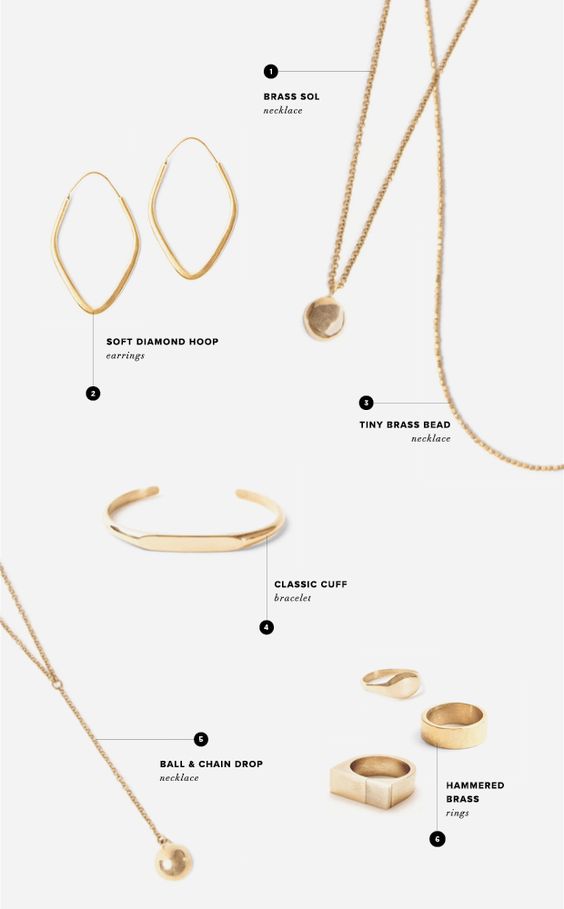 1
BRASS SOL
necklace
SOFT DIAMOND HOOP
earrings
2
3
TINY BRASS BEAD
necklace
CLASSIC CUFF
bracelet
4
5
BALL & CHAIN DROP
necklace
HAMMERED
BRASS
rings
6